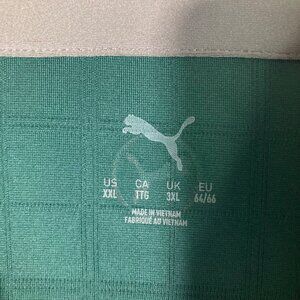 US CA UK EU
XXL TTG 3XL 64/66
MADE IN VIETNAM
FABRIQUÉ AU VIETNAM